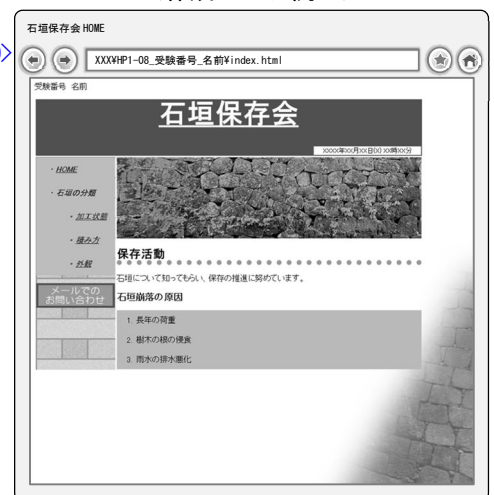 石垣保存会 HOME
XXX¥HP1-08_受験番号_名前¥index.html
受験番号 名前
石垣保存会
XXXX年XX月XX日(X) XX時XX分
・HOME
・石垣の分類
・加工状態
・積み方
・外観
メールでの
お問い合わせ
保存活動
石垣について知ってもらい、保存の推進に努めています。
石垣崩落の原因
1. 長年の荷重
2. 樹木の根の侵食
3. 雨水の排水悪化